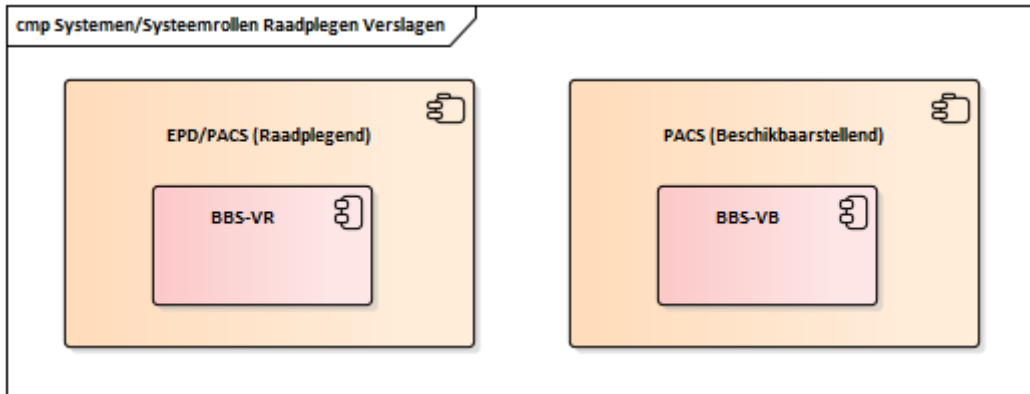 cmp Systemen/Systeemrollen Raadplegen Verslagen
EPD/PACS (Raadplegend)
PACS (Beschikbaarstellend)
BBS-VR
BBS-VB